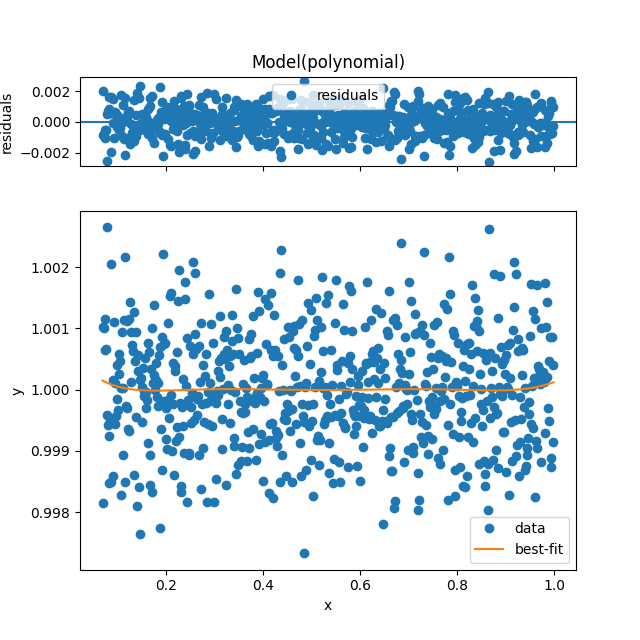 Model(polynomial)
residuals
0.002
0.000
−0.002
residuals
y
1.002
1.001
1.000
0.999
0.998
data
best-fit
0.2 0.4 0.6 0.8 1.0
x